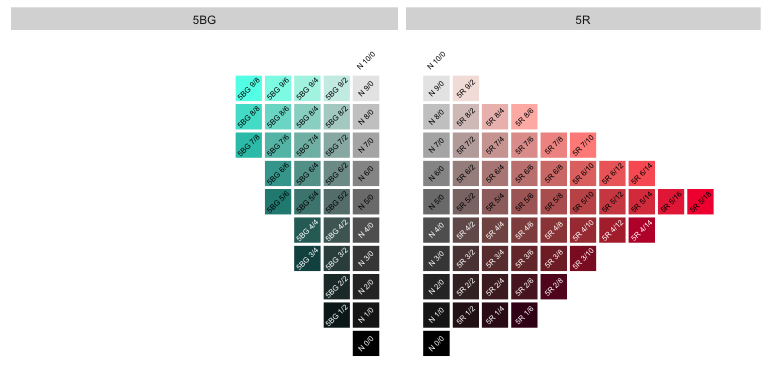 5BG 5R
N 10/0 N 10/0
5BG 9/8 5BG 9/6 5BG 9/4 5BG 9/2 N 9/0 N 9/0 5R 9/2
5BG 8/8 5BG 8/6 5BG 8/4 5BG 8/2 N 8/0 N 8/0 5R 8/2 5R 8/4 5R 8/6
5BG 7/8 5BG 7/6 5BG 7/4 5BG 7/2 N 7/0 N 7/0 5R 7/2 5R 7/4 5R 7/6 5R 7/8 5R 7/10
5BG 6/6 5BG 6/4 5BG 6/2 N 6/0 N 6/0 5R 6/2 5R 6/4 5R 6/6 5R 6/8 5R 6/10 5R 6/12 5R 6/14
5BG 5/6 5BG 5/4 5BG 5/2 N 5/0 N 5/0 5R 5/2 5R 5/4 5R 5/6 5R 5/8 5R 5/10 5R 5/12 5R 5/14 5R 5/16 5R 5/18
5BG 4/4 5BG 4/2 N 4/0 N 4/0 5R 4/2 5R 4/4 5R 4/6 5R 4/8 5R 4/10 5R 4/12 5R 4/14
5BG 3/4 5BG 3/2 N 3/0 N 3/0 5R 3/2 5R 3/4 5R 3/6 5R 3/8 5R 3/10
5BG 2/2 N 2/0 N 2/0 5R 2/2 5R 2/4 5R 2/6 5R 2/8
5BG 1/2 N 1/0 N 1/0 5R 1/2 5R 1/4 5R 1/6
N 0/0 N 0/0